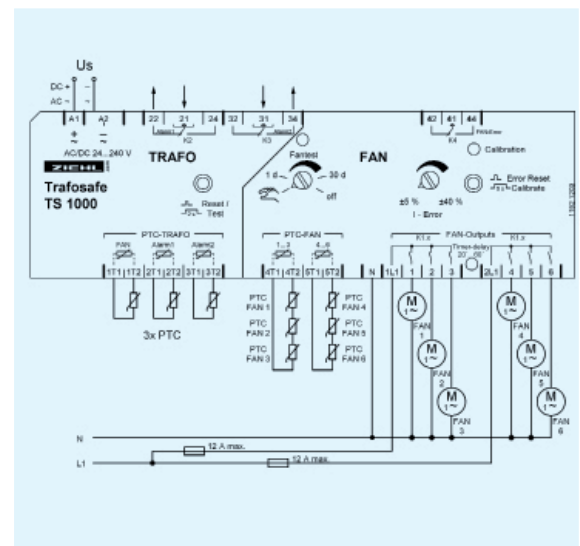 Us
DC + -
AC ~ ~
A1 A2 22 21 24 32 31 34 42 41 44
Alarm1 K2 K3 Alarm2 K4 FAN-Error
+ -
~ ~
AC/DC 24...240 V
ZIEHL
TRAFO
Fantest
FAN
Calibration
Trafosafe
TS 1000
Reset /
Test
1 d 30 d
off
±5 % ±40 %
I - Error
Error Reset
Calibrate
PTC-TRAFO
FAN Alarm1 Alarm2
PTC-FAN
1...3 4...6
FAN-Outputs
K1.x Timer-delay K1.x
1T1 1T2 2T1 2T2 3T1 3T2 4T1 4T2 5T1 5T2 N 1L1 1 2 3 2L1 4 5 6
3x PTC
PTC
FAN 1
PTC
FAN 2
PTC
FAN 3
PTC
FAN 4
PTC
FAN 5
PTC
FAN 6
M
1~
FAN
1
M
1~
FAN
2
M
1~
FAN
3
M
1~
FAN
4
M
1~
FAN
5
M
1~
FAN
6
N
12 A max.
L1
12 A max.